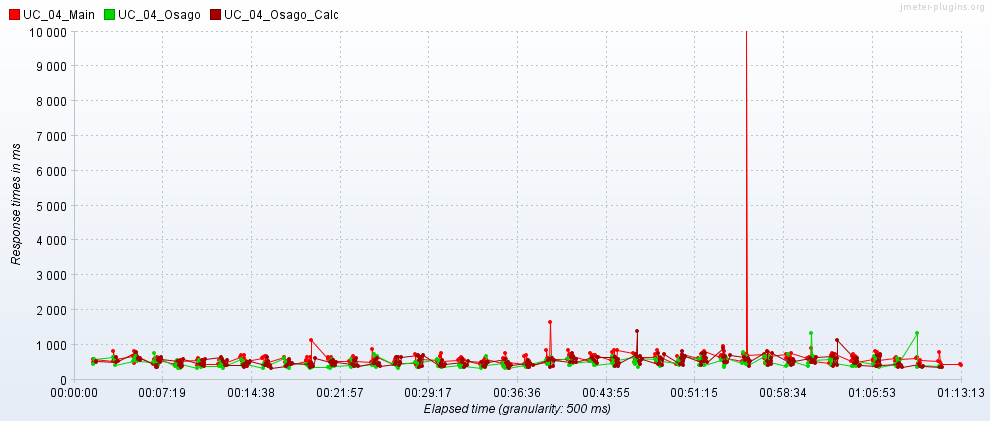 UC_04_Main UC_04_Osago UC_04_Osago_Calc
jmeter-plugins.org
10 000
9 000
8 000
7 000
6 000
5 000
4 000
3 000
2 000
1 000
0
Response times in ms
00:00:00 00:07:19 00:14:38 00:21:57 00:29:17 00:36:36 00:43:55 00:51:15 00:58:34 01:05:53 01:13:13
Elapsed time (granularity: 500 ms)